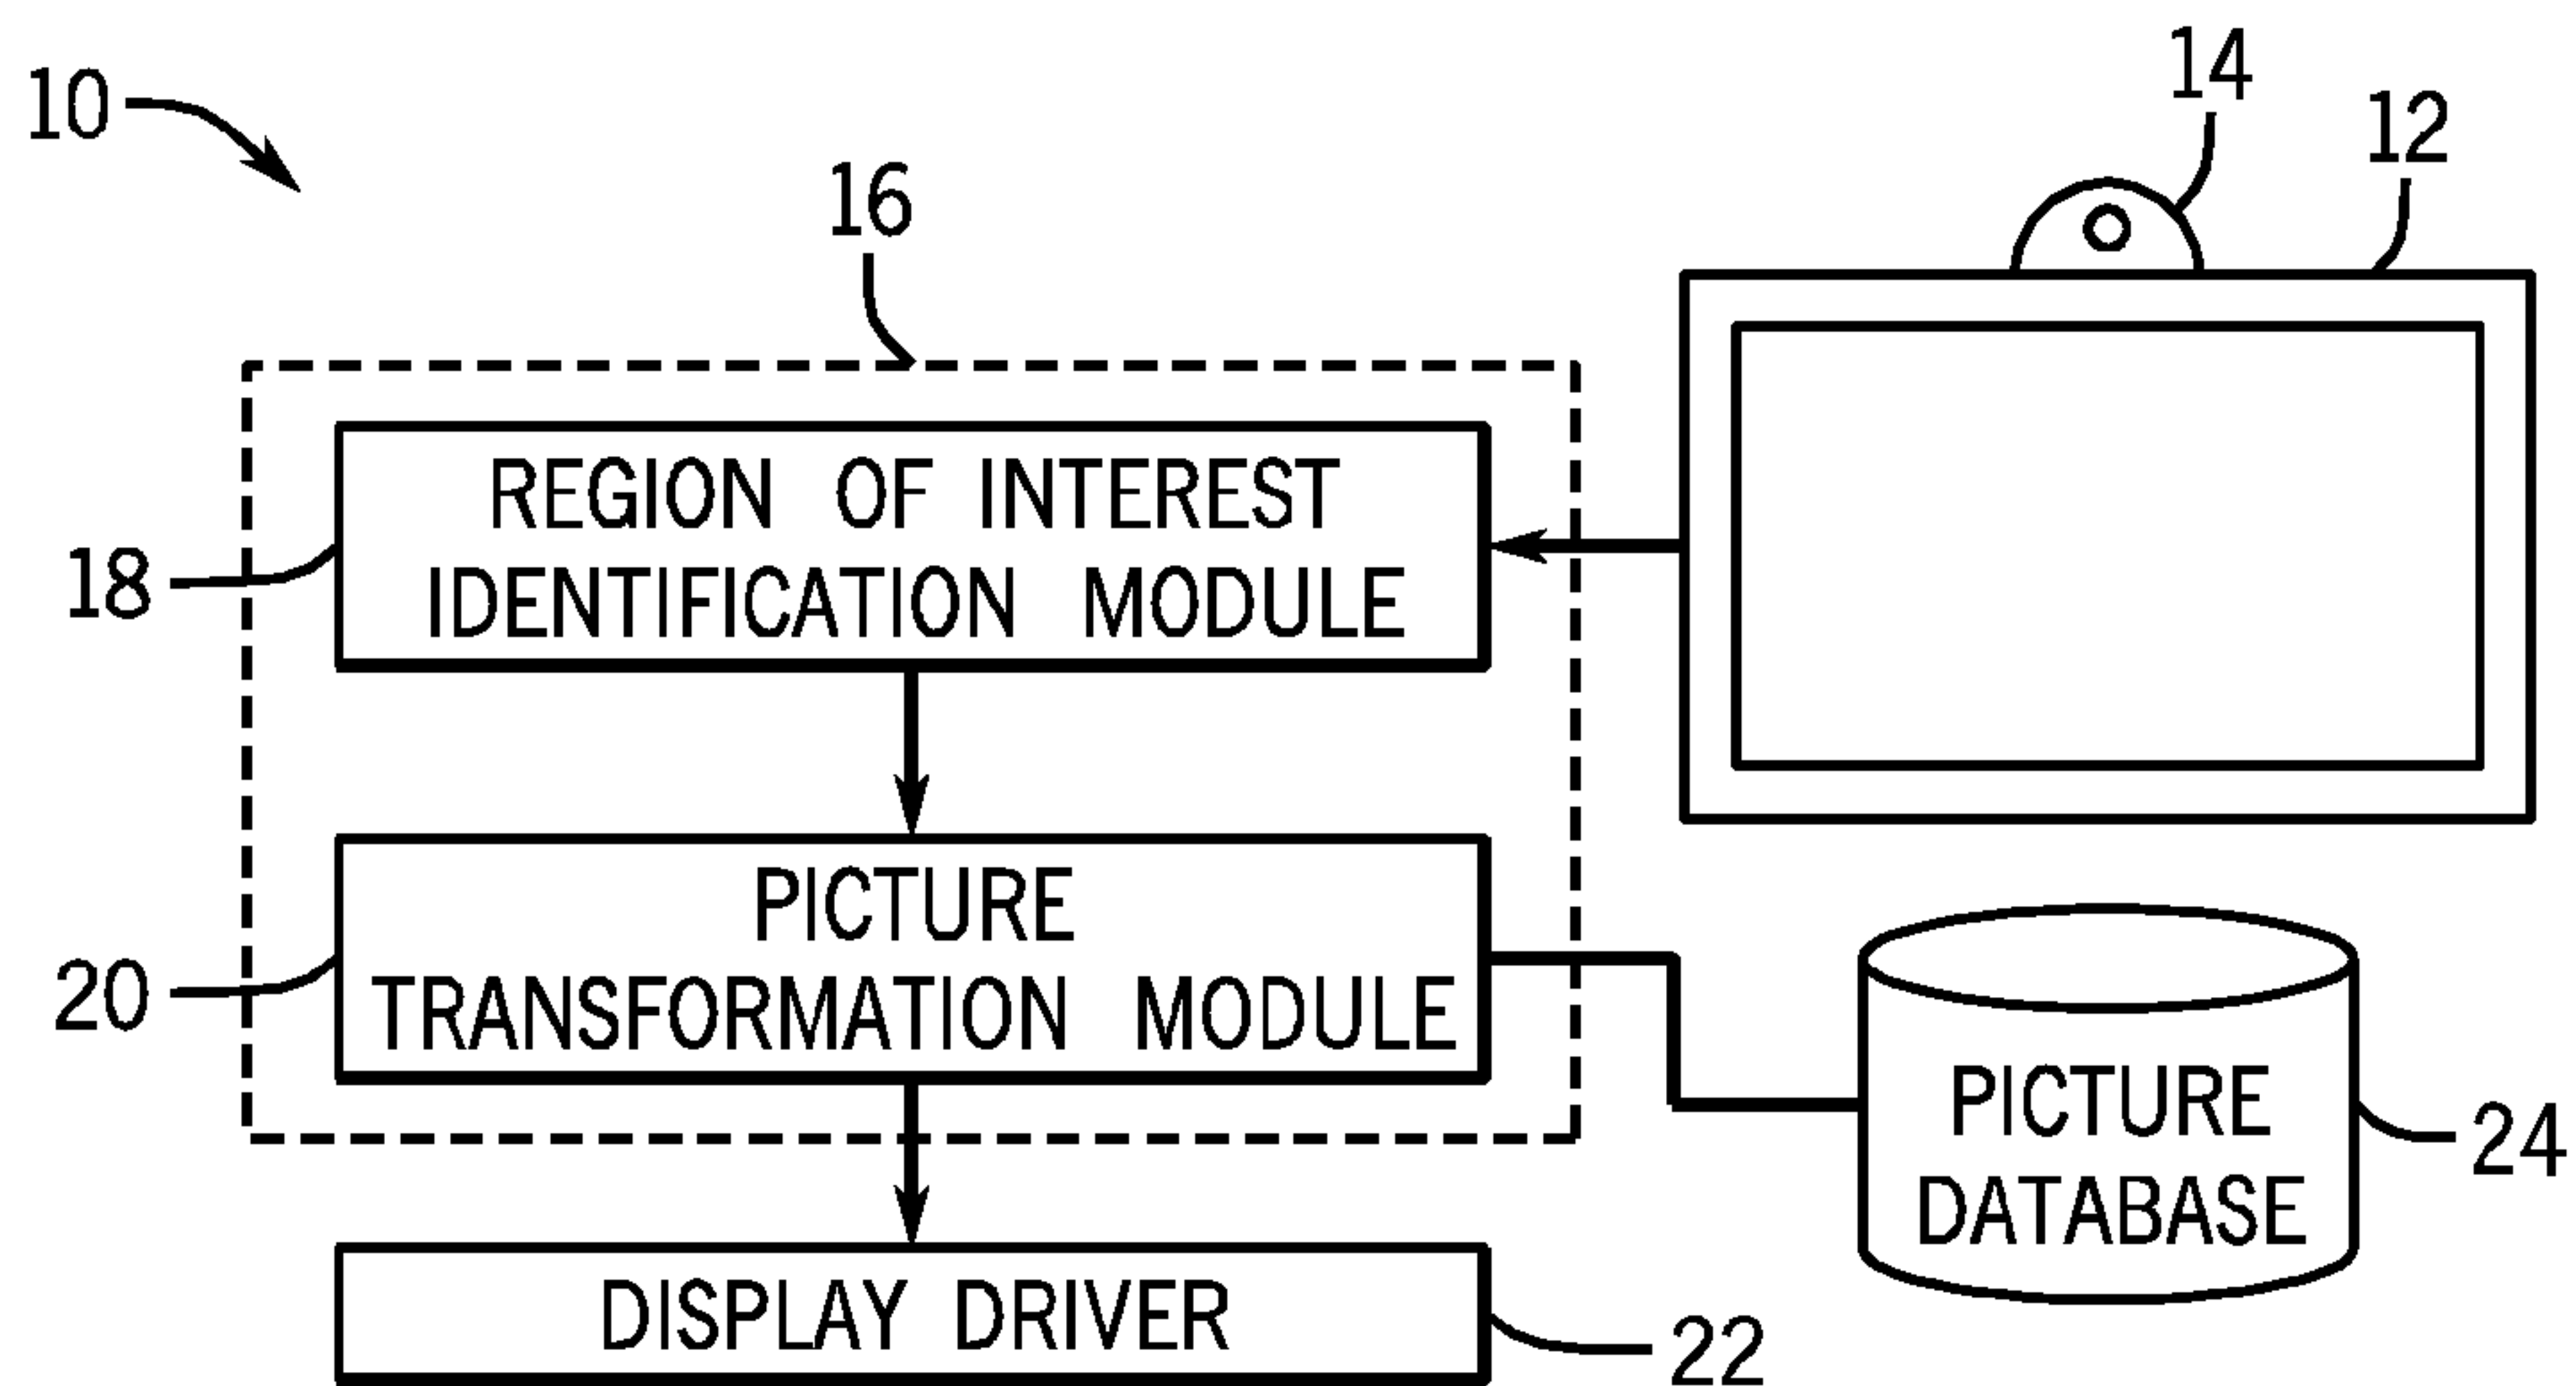 10
14
12
16
REGION OF INTEREST
IDENTIFICATION MODULE
18
PICTURE
TRANSFORMATION MODULE
20
PICTURE
DATABASE
24
DISPLAY DRIVER
22